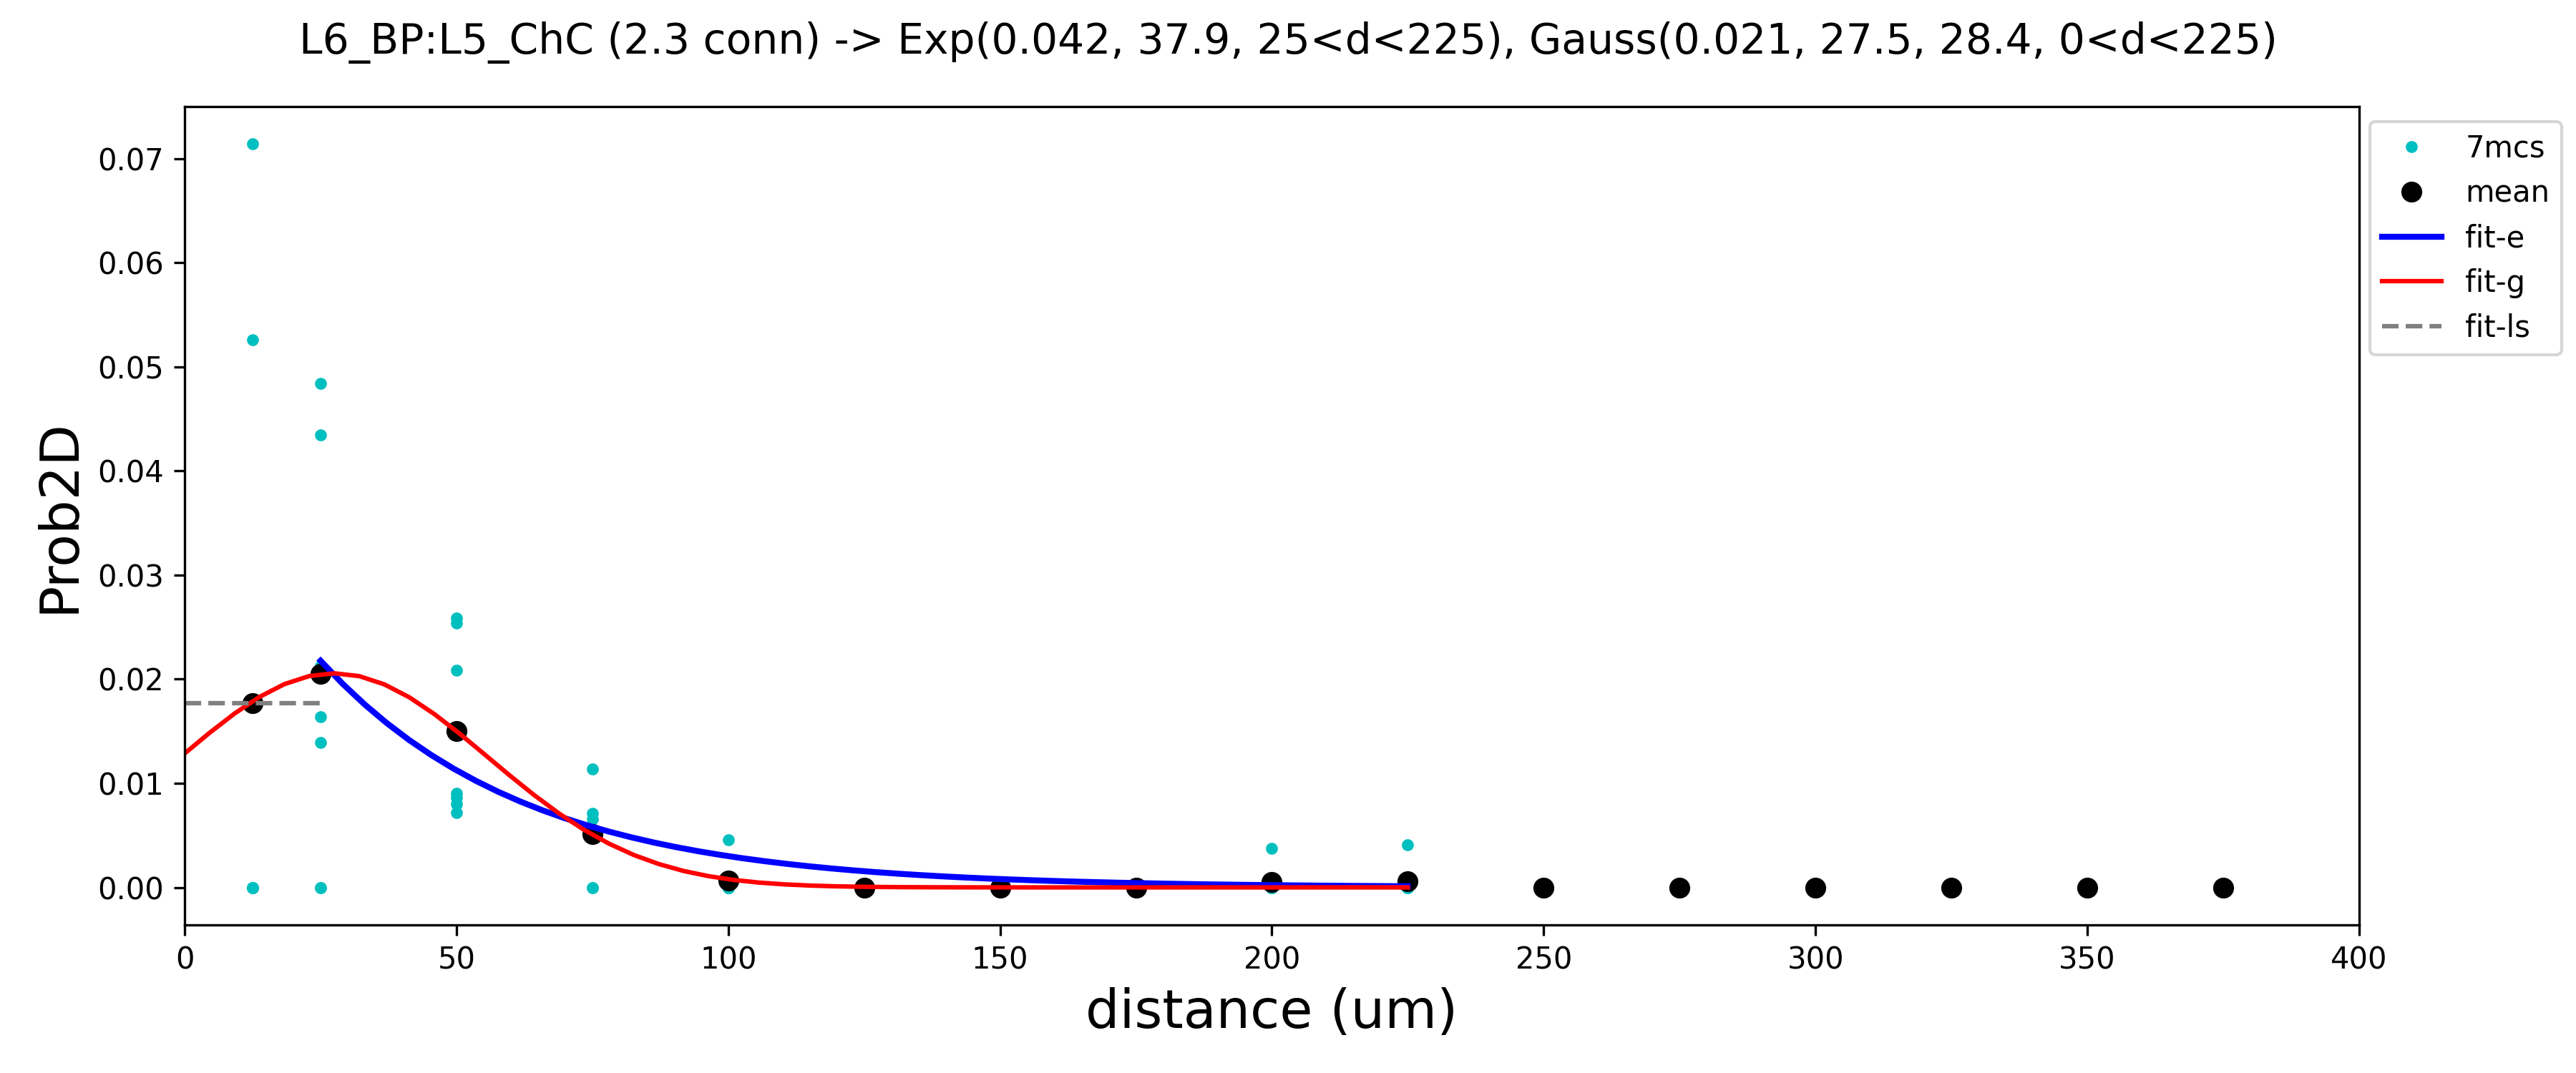 L6_BP:L5_ChC (2.3 conn) -> Exp(0.042, 37.9, 25<d<225), Gauss(0.021, 27.5, 28.4, 0<d<225)
7mcs
mean
fit-e
fit-g
fit-ls
Prob2D
0.07
0.06
0.05
0.04
0.03
0.02
0.01
0.00
0 50 100 150 200 250 300 350 400
distance (um)